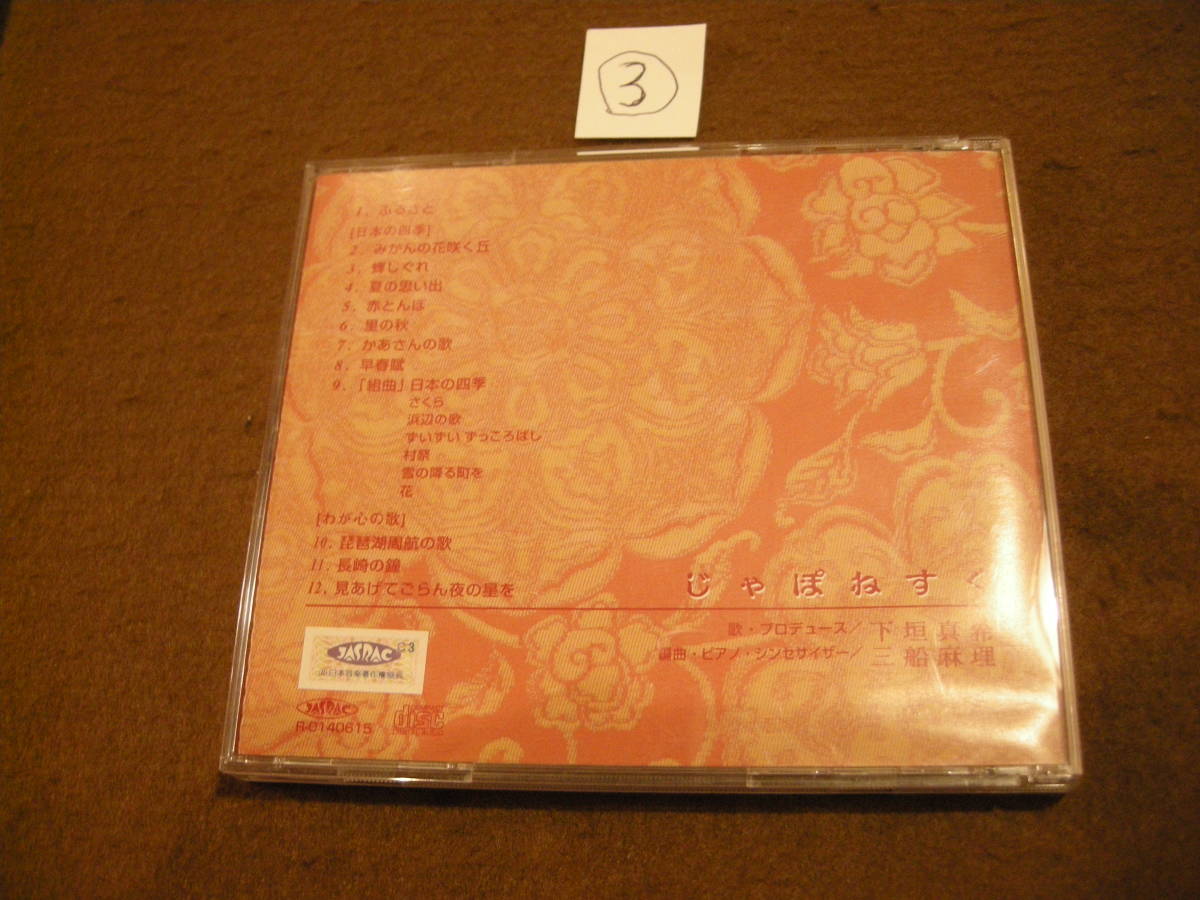 3
1. ふるさと
[日本の四季]
2. みかんの花咲く丘
3. 蝉しぐれ
4. 夏の思い出
5. 赤とんぼ
6. 里の秋
7. かあさんの歌
8. 早春賦
9. 「組曲」日本の四季
さくら
浜辺の歌
ずいずいずっころばし
村祭
雪の降る町を
花
[わが心の歌]
10. 琵琶湖周航の歌
11. 長崎の鐘
12. 見あげてごらん夜の星を
じゃぽねすく
歌・プロデュース/下垣真希
編曲・ピアノ・シンセサイザー/三船麻理
JASRAC C3
JASRAC
R-C140615
disc